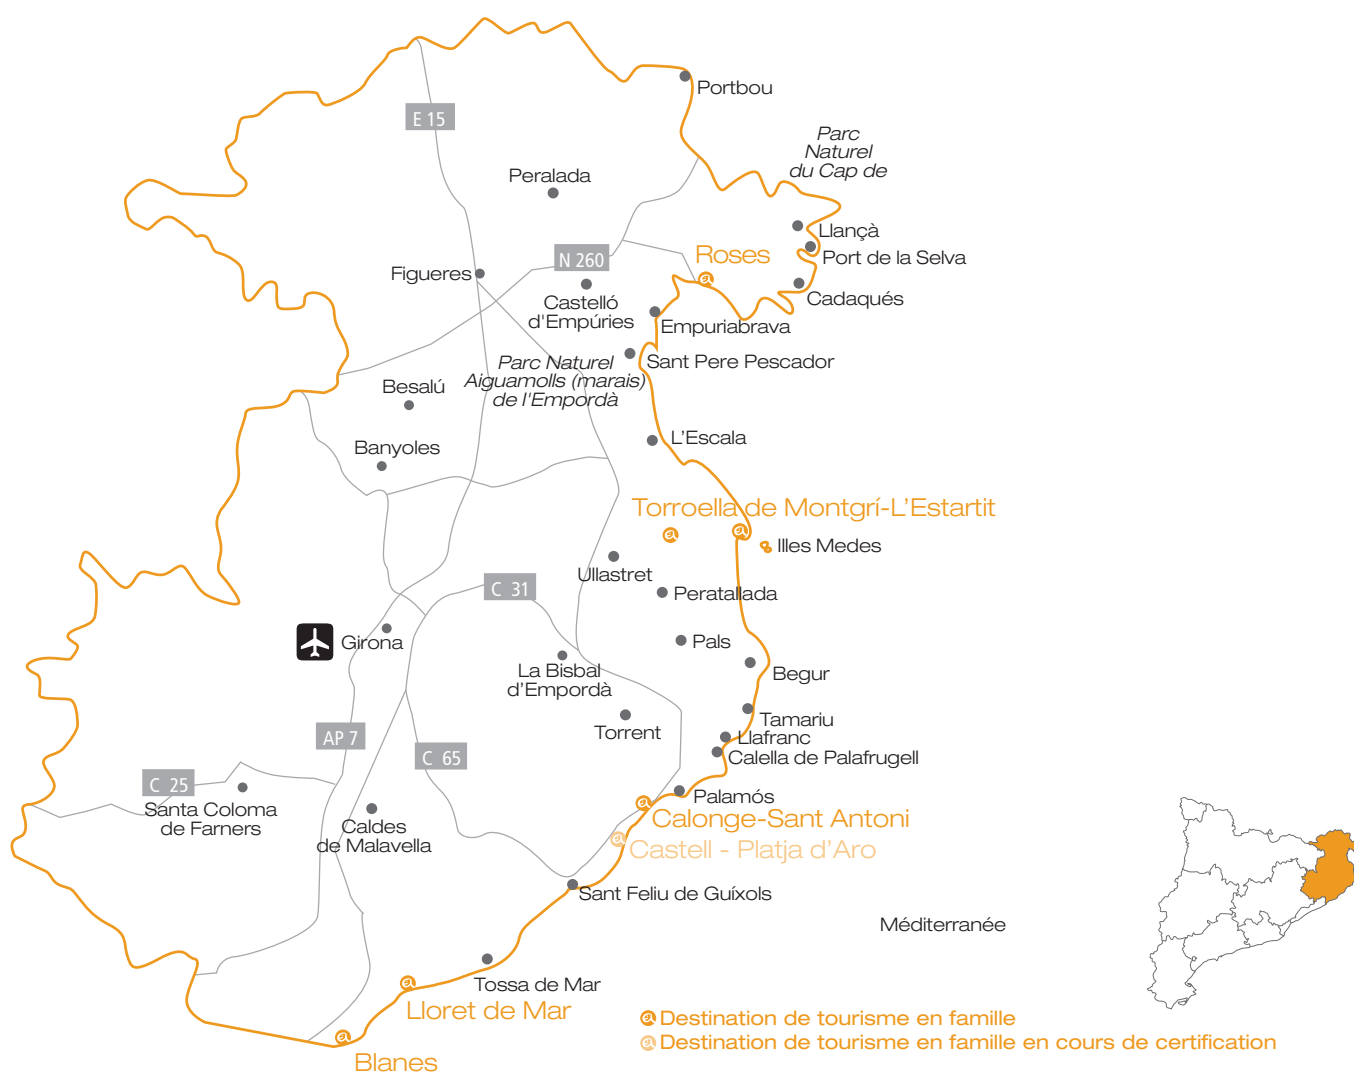 Portbou
E 15
Parc
Naturel
du Cap de
Peralada
Llançà
Port de la Selva
Roses
N 260
Figueres
Cadaqués
Castelló
d'Empúries
Empuriabrava
Sant Pere Pescador
Parc Naturel
Aiguamolls (marais)
de l'Empordà
Besalú
L'Escala
Banyoles
Torroella de Montgrí-L'Estartit
Illes Medes
Ullastret
C 31
Peratallada
Girona
Pals
La Bisbal
d'Empordà
Begur
Tamariu
Torrent
AP 7
Llafranc
C 65
Calella de Palafrugell
C 25
Palamós
Santa Coloma
de Farners
Calonge-Sant Antoni
Caldes
de Malavella
Castell - Platja d'Aro
Sant Feliu de Guíxols
Méditerranée
Tossa de Mar
Lloret de Mar
Blanes
Destination de tourisme en famille
Destination de tourisme en famille en cours de certification